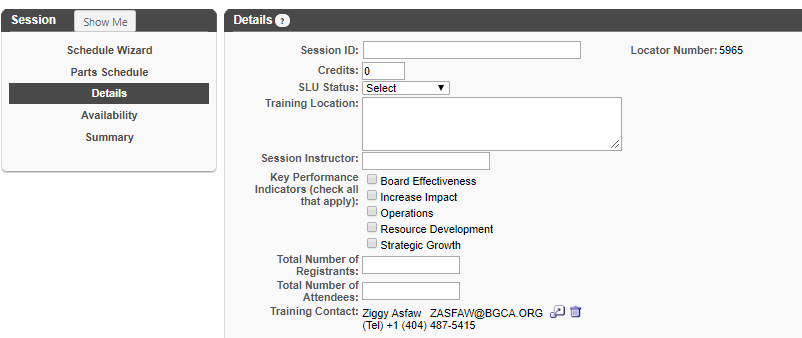 Session Show Me
Schedule Wizard
Parts Schedule
Details
Availability
Summary
Details ?
Session ID: Locator Number: 5965
Credits: 0
SLU Status: Select
Training Location:
Session Instructor:
Key Performance
Indicators (check all
that apply):
Board Effectiveness
Increase Impact
Operations
Resource Development
Strategic Growth
Total Number of
Registrants:
Total Number of
Attendees:
Training Contact: Ziggy Asfaw ZASFAW@BGCA.ORG
(Tel) +1 (404) 487-5415